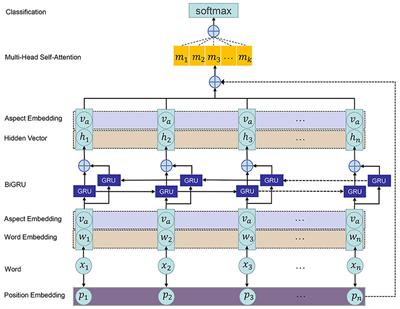 Classification softmax
Multi-Head Self-Attention m1 m2 m3 ... mk
Aspect Embedding va va va ... va
Hidden Vector h1 h2 h3 ... hn
GRU GRU GRU GRU
BiGRU
GRU GRU GRU GRU
Aspect Embedding va va va ... va
Word Embedding w1 w2 w3 ... wn
Word x1 x2 x3 ... xn
Position Embedding p1 p2 p3 ... pn